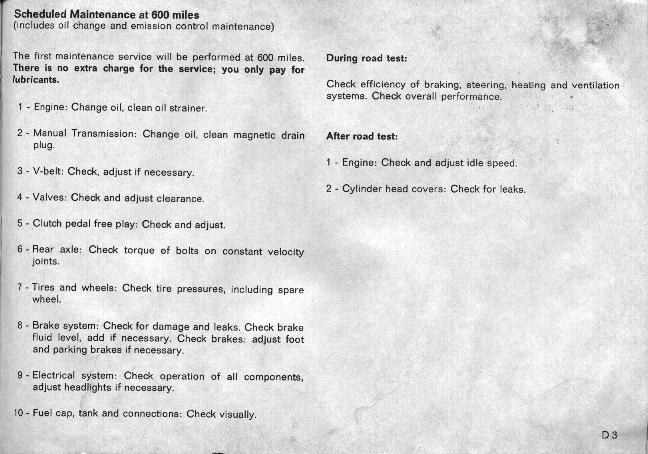 Scheduled Maintenance at 600 miles
(includes oil change and emission control maintenance)
The first maintenance service will be performed at 600 miles.
There is no extra charge for the service; you only pay for
lubricants.
1 - Engine: Change oil, clean oil strainer.
2 - Manual Transmission: Change oil, clean magnetic drain
plug.
3 - V-belt: Check, adjust if necessary.
4 - Valves: Check and adjust clearance.
5 - Clutch pedal free play: Check and adjust.
6 - Rear axle: Check torque of bolts on constant velocity
joints.
7 - Tires and wheels: Check tire pressures, including spare
wheel.
8 - Brake system: Check for damage and leaks. Check brake
fluid level, add if necessary. Check brakes: adjust foot
and parking brakes if necessary.
9 - Electrical system: Check operation of all components,
adjust headlights if necessary.
10 - Fuel cap, tank and connections: Check visually.
During road test:
Check efficiency of braking, steering, heating and ventilation
systems. Check overall performance.
After road test:
1 - Engine: Check and adjust idle speed.
2 - Cylinder head covers: Check for leaks.
D 3